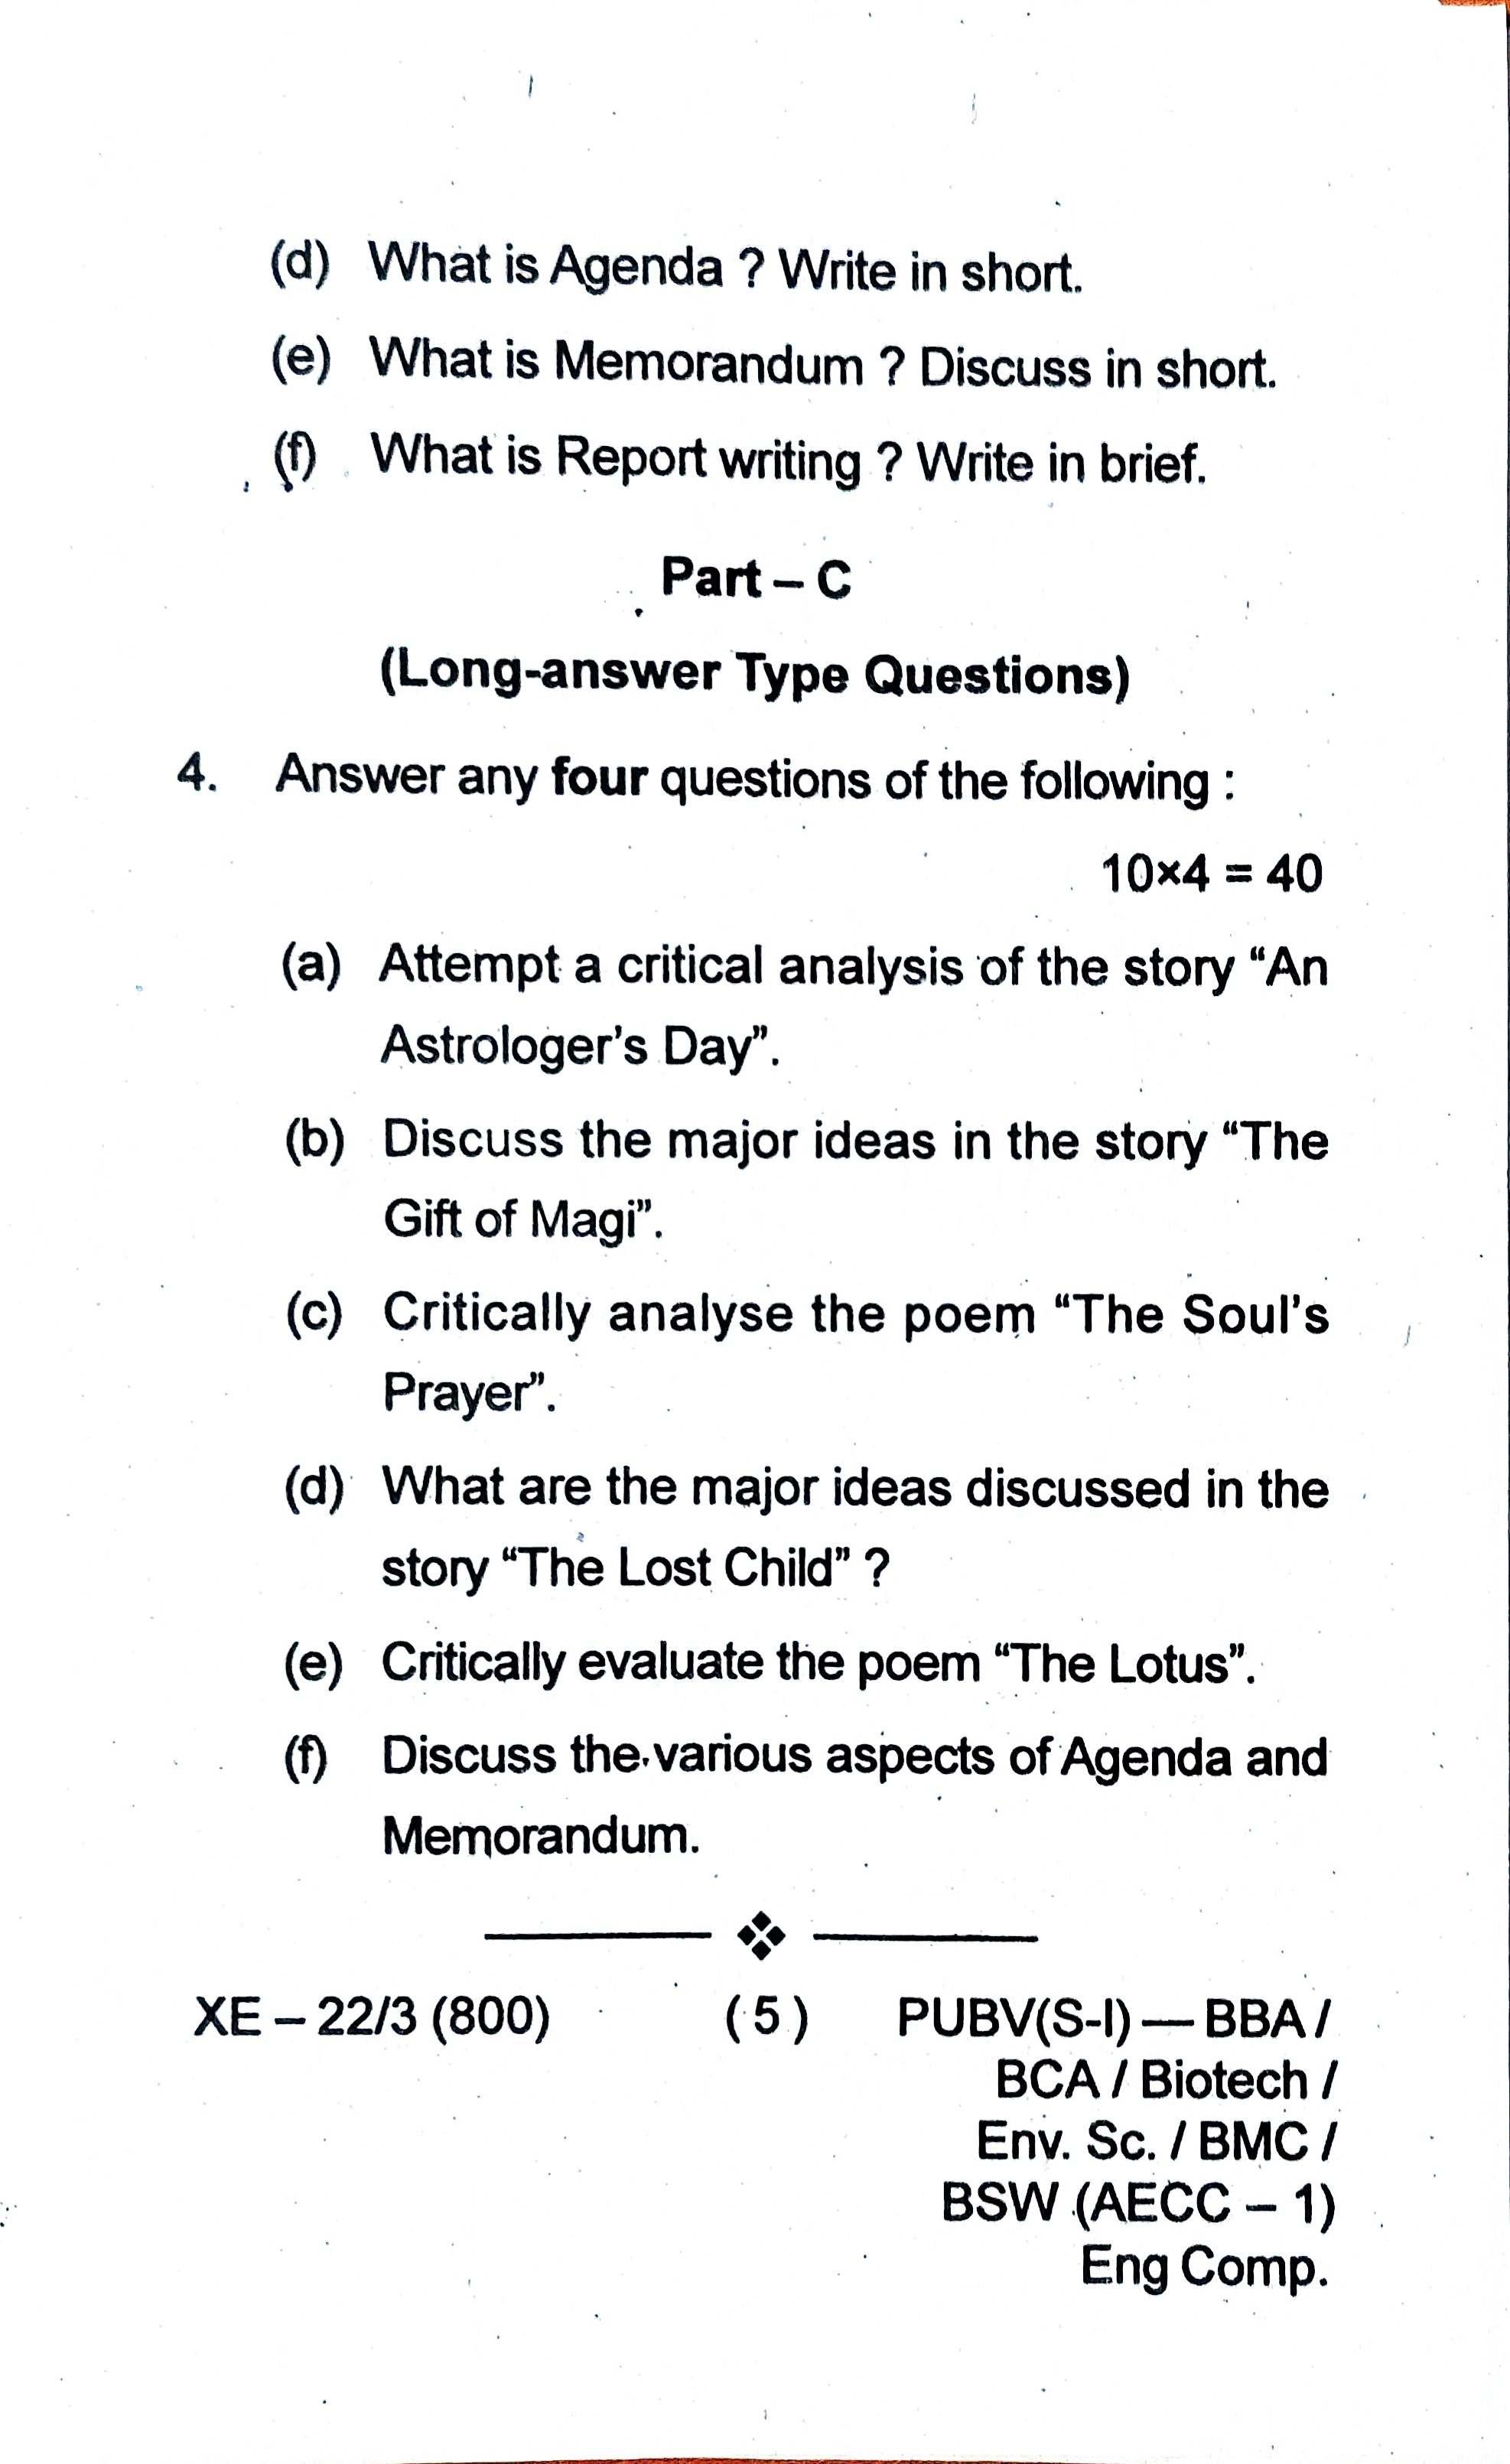 (d) What is Agenda ? Write in short.
(e) What is Memorandum ? Discuss in short.
(f) What is Report writing ? Write in brief.
Part – C
(Long-answer Type Questions)
4. Answer any four questions of the following :
10×4 = 40
(a) Attempt a critical analysis of the story “An
Astrologer’s Day”.
(b) Discuss the major ideas in the story “The
Gift of Magi”.
(c) Critically analyse the poem “The Soul’s
Prayer”.
(d) What are the major ideas discussed in the
story “The Lost Child” ?
(e) Critically evaluate the poem “The Lotus”.
(f) Discuss the various aspects of Agenda and
Memorandum.
XE – 22/3 (800) (5) PUBV(S-I) — BBA /
BCA / Biotech /
Env. Sc. / BMC /
BSW (AECC – 1)
Eng Comp.